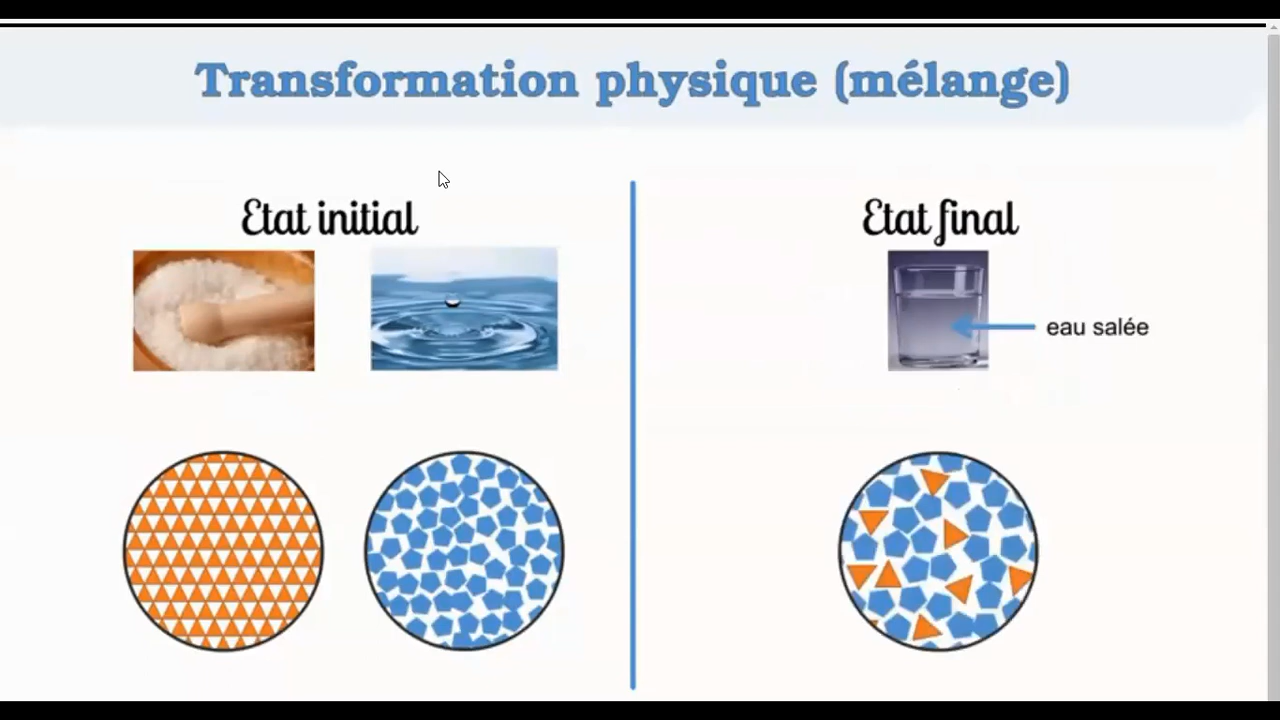 Transformation physique (mélange)
Etat initial
Etat final
eau salée